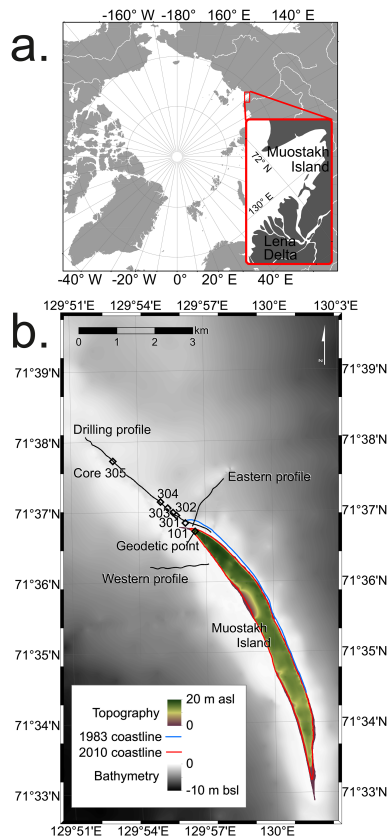 a.
-160° W -180° 160° E 140° E
Muostakh
Island
72° N
130° E
Lena
Delta
-40° W -20° W 0° 20° E 40° E
b.
129°51'E 129°54'E 129°57'E 130°E 130°3'E
km
0 1 2 3
N
71°39'N 71°39'N
71°38'N 71°38'N
Drilling profile
Core 305
Eastern profile
304
302
303
301
71°37'N 71°37'N
101
Geodetic point
Western profile
71°36'N 71°36'N
Muostakh
Island
71°35'N 71°35'N
20 m asl
Topography
0
1983 coastline
2010 coastline
0
Bathymetry
-10 m bsl
71°34'N 71°34'N
71°33'N 71°33'N
129°51'E 129°54'E 129°57'E 130°E